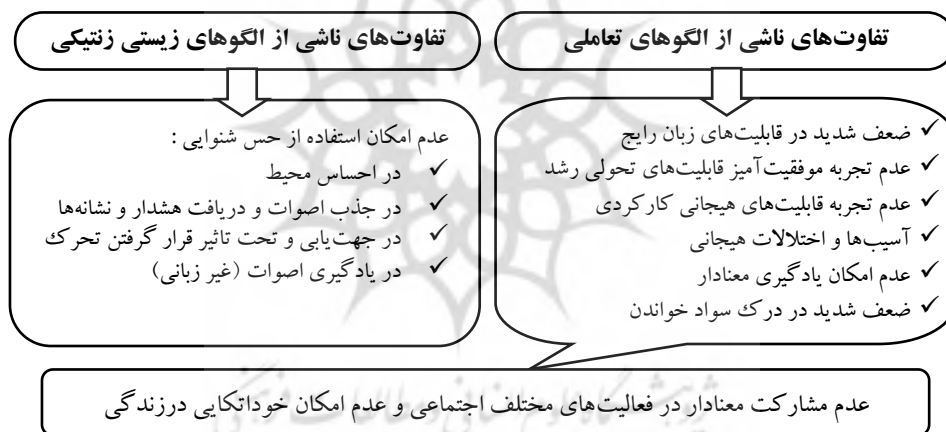 تفاوت‌های ناشی از الگوهای تعاملی
✓ ضعف شدید در قابلیت‌های زبان رایج
✓ عدم تجربه موفقیت‌آمیز قابلیت‌های تحولی رشد
✓ عدم تجربه قابلیت‌های هیجانی کارکردی
✓ آسیب‌ها و اختلالات هیجانی
✓ عدم امکان یادگیری معنادار
✓ ضعف شدید در درک سواد خواندن
تفاوت‌های ناشی از الگوهای زیستی زنتیکی
عدم امکان استفاده از حس شنوایی :
✓ در احساس محیط
✓ در جذب اصوات و دریافت هشدار و نشانه‌ها
✓ در جهت‌یابی و تحت تاثیر قرار گرفتن تحرک
✓ در یادگیری اصوات (غیر زبانی)
عدم مشارکت معنادار در فعالیت‌های مختلف اجتماعی و عدم امکان خوداتکایی درزندگی